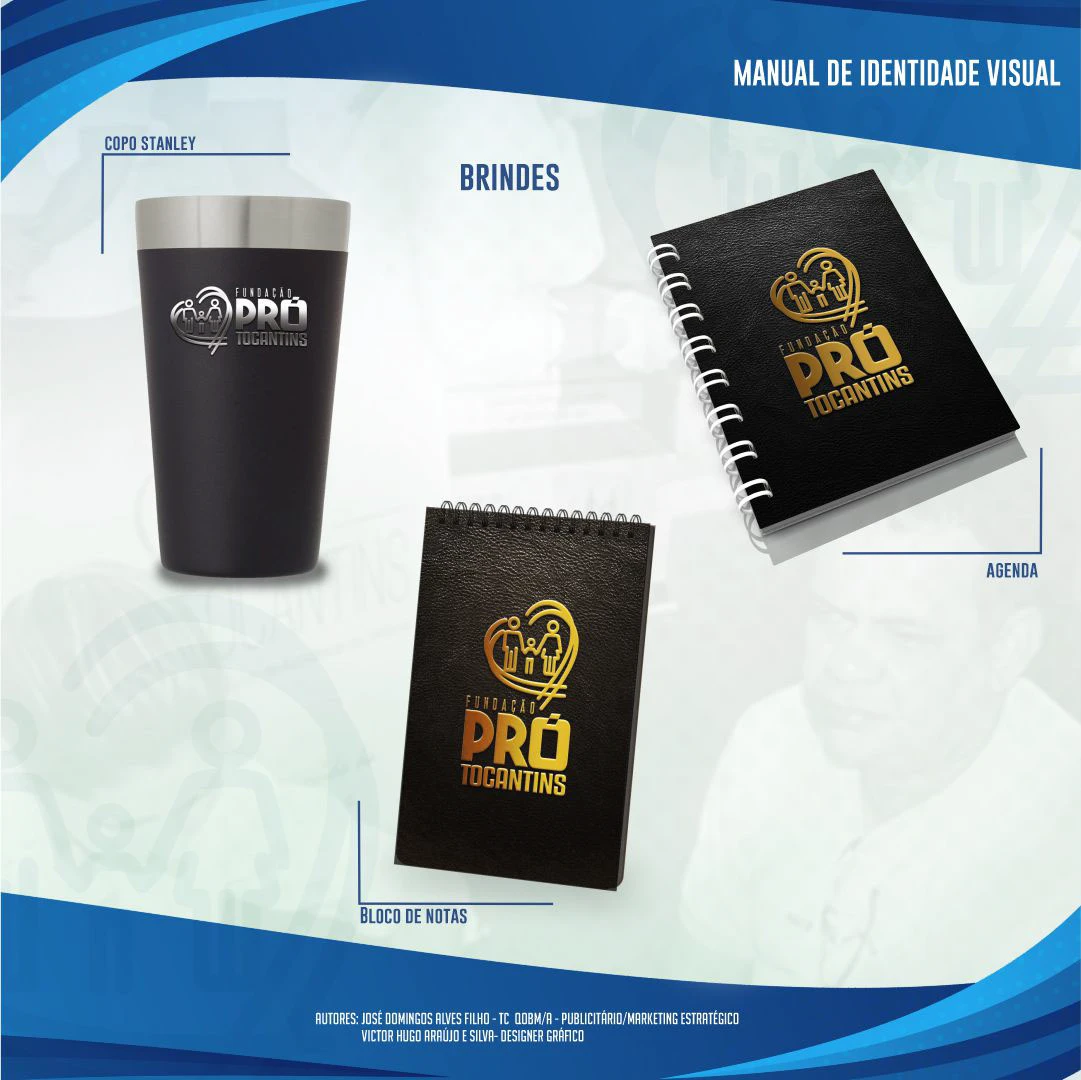 MANUAL DE IDENTIDADE VISUAL
COPO STANLEY
BRINDES
FUNDAÇÃO
PRÓ
TOCANTINS
FUNDAÇÃO
PRÓ
TOCANTINS
AGENDA
FUNDAÇÃO
PRÓ
TOCANTINS
BLOCO DE NOTAS
AUTORES: JOSÉ DOMINGOS ALVES FILHO - TC QOBM/A - PUBLICITÁRIO/MARKETING ESTRATÉGICO
VICTOR HUGO ARAÚJO E SILVA- DESIGNER GRÁFICO